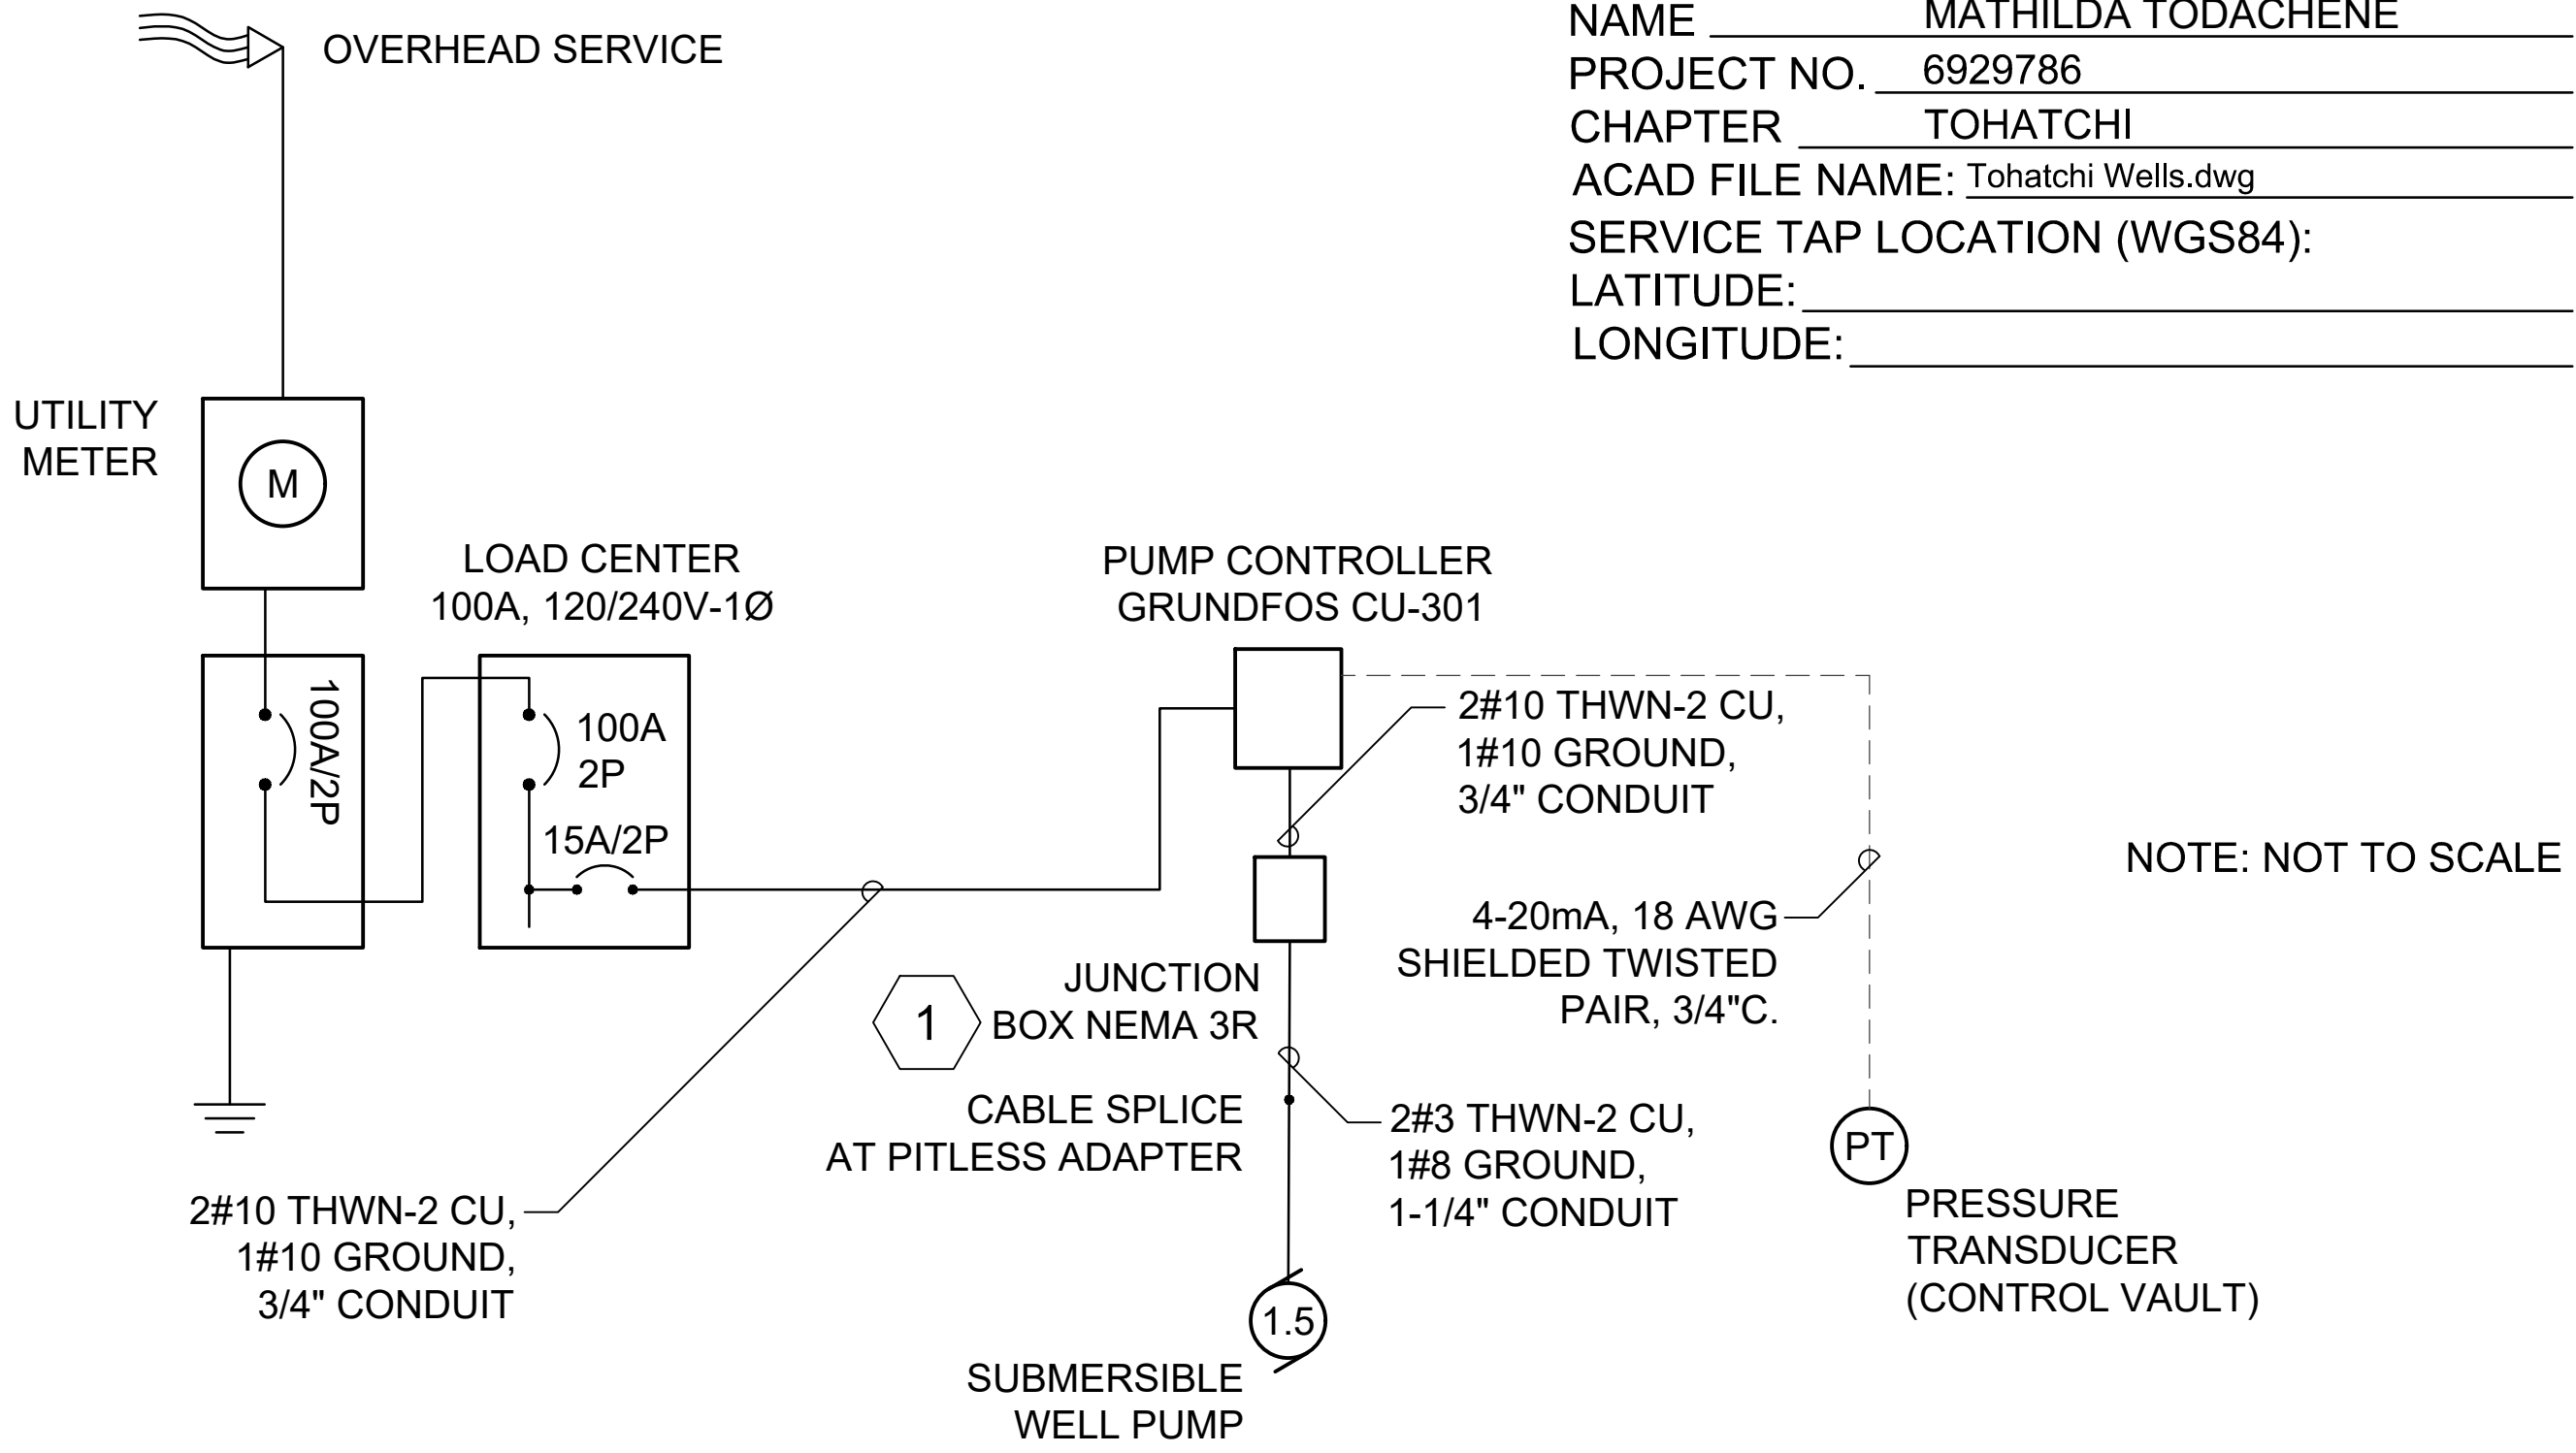 OVERHEAD SERVICE
NAME MATHILDA TODACHENE
PROJECT NO. 6929786
CHAPTER TOHATCHI
ACAD FILE NAME: Tohatchi Wells.dwg
SERVICE TAP LOCATION (WGS84):
LATITUDE:
LONGITUDE:
UTILITY
METER
M
LOAD CENTER
100A, 120/240V-1Ø
PUMP CONTROLLER
GRUNDFOS CU-301
100A/2P
100A
2P
15A/2P
2#10 THWN-2 CU,
1#10 GROUND,
3/4" CONDUIT
NOTE: NOT TO SCALE
4-20mA, 18 AWG
SHIELDED TWISTED
PAIR, 3/4"C.
1
JUNCTION
BOX NEMA 3R
CABLE SPLICE
AT PITLESS ADAPTER
2#3 THWN-2 CU,
1#8 GROUND,
1-1/4" CONDUIT
PT
PRESSURE
TRANSDUCER
(CONTROL VAULT)
2#10 THWN-2 CU,
1#10 GROUND,
3/4" CONDUIT
1.5
SUBMERSIBLE
WELL PUMP